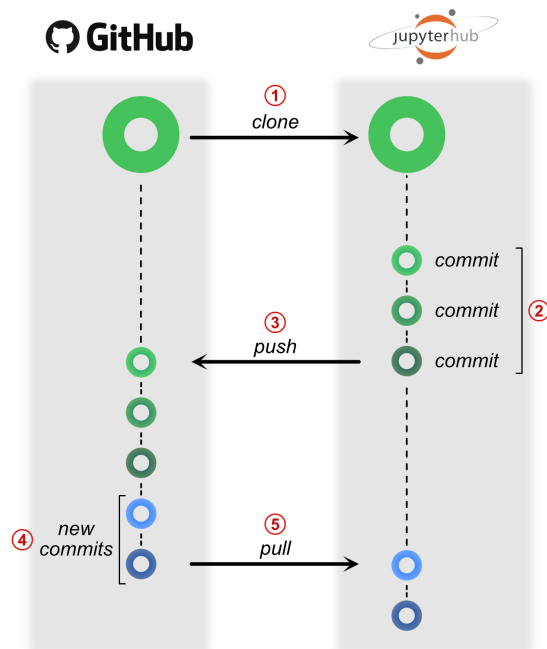 GitHub
jupyterhub
1
clone
commit
commit
2
3
push
commit
4
new
commits
5
pull